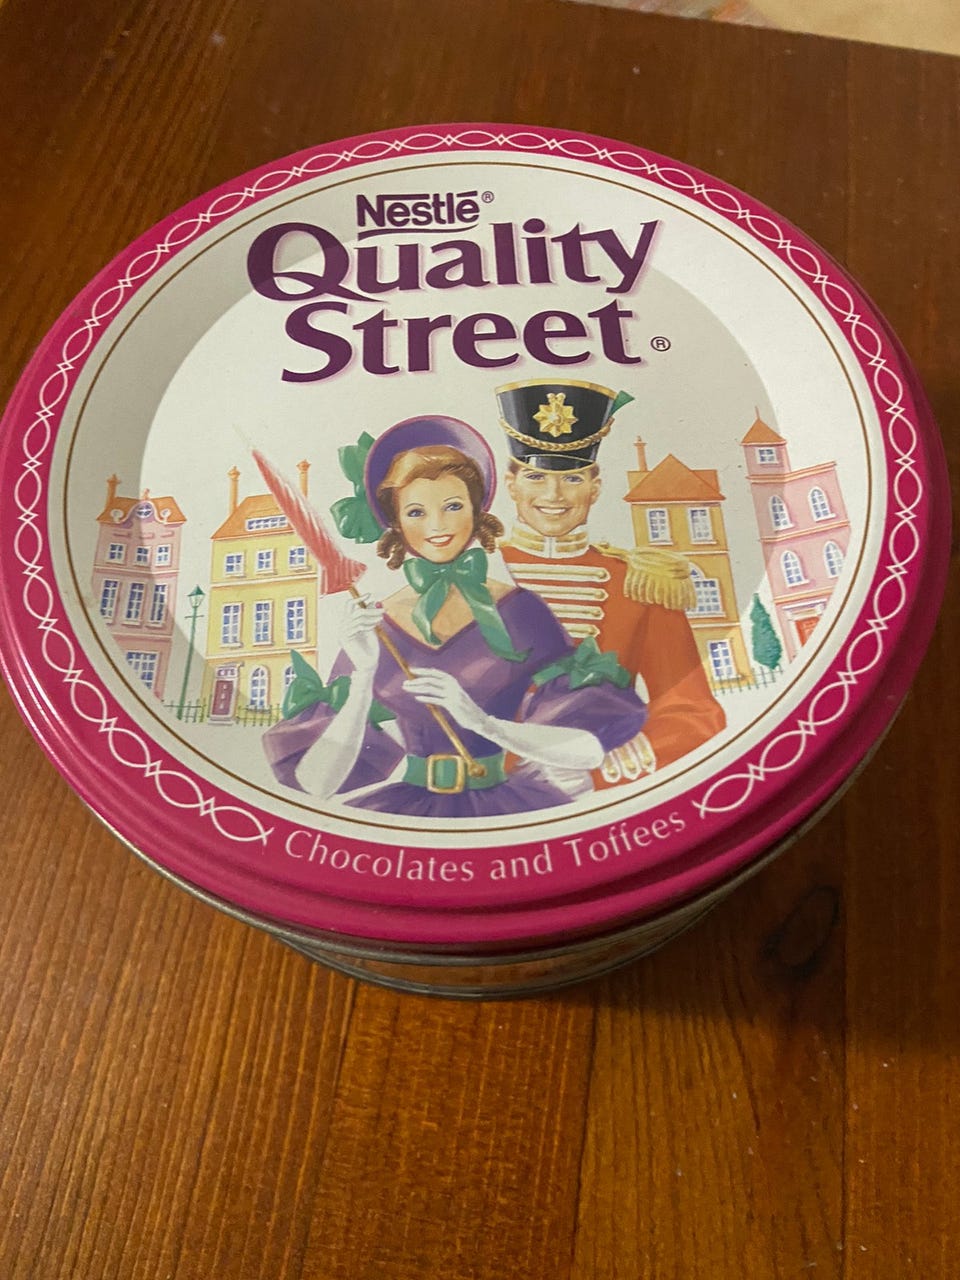 Nestlé®
Quality
Street®
Chocolates and Toffees